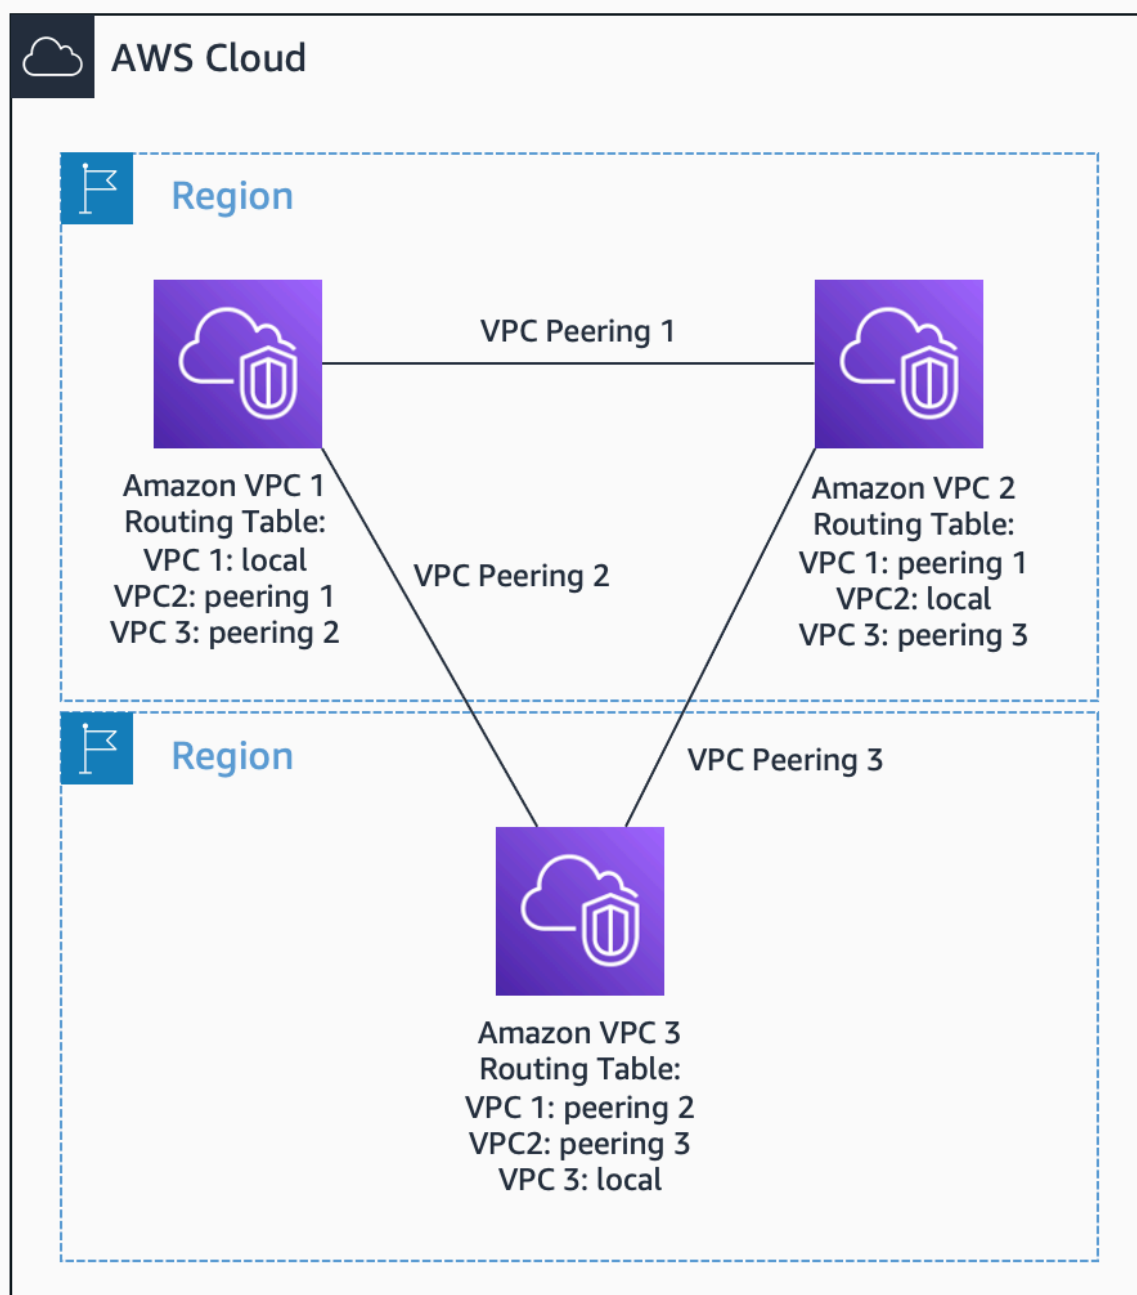 AWS Cloud
Region
VPC Peering 1
Amazon VPC 1
Routing Table:
VPC 1: local
VPC2: peering 1
VPC 3: peering 2
Amazon VPC 2
Routing Table:
VPC 1: peering 1
VPC2: local
VPC 3: peering 3
VPC Peering 2
Region
VPC Peering 3
Amazon VPC 3
Routing Table:
VPC 1: peering 2
VPC2: peering 3
VPC 3: local